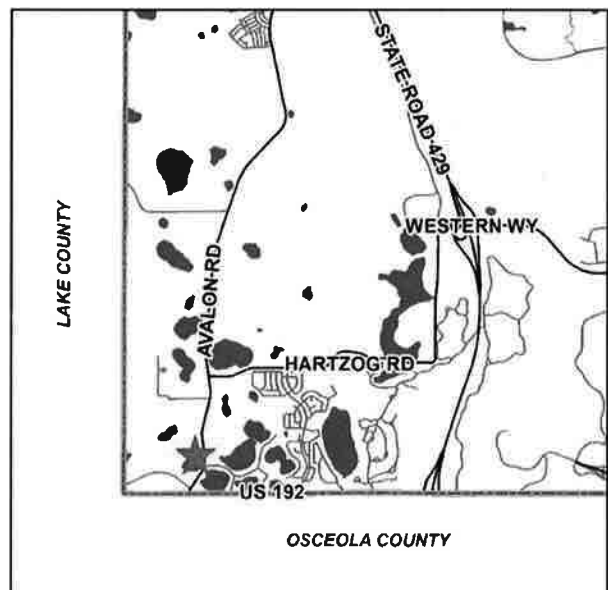 STATE ROAD 429
WESTERN WY
LAKE COUNTY
AVALON RD
HARTZOG RD
US 192
OSCEOLA COUNTY